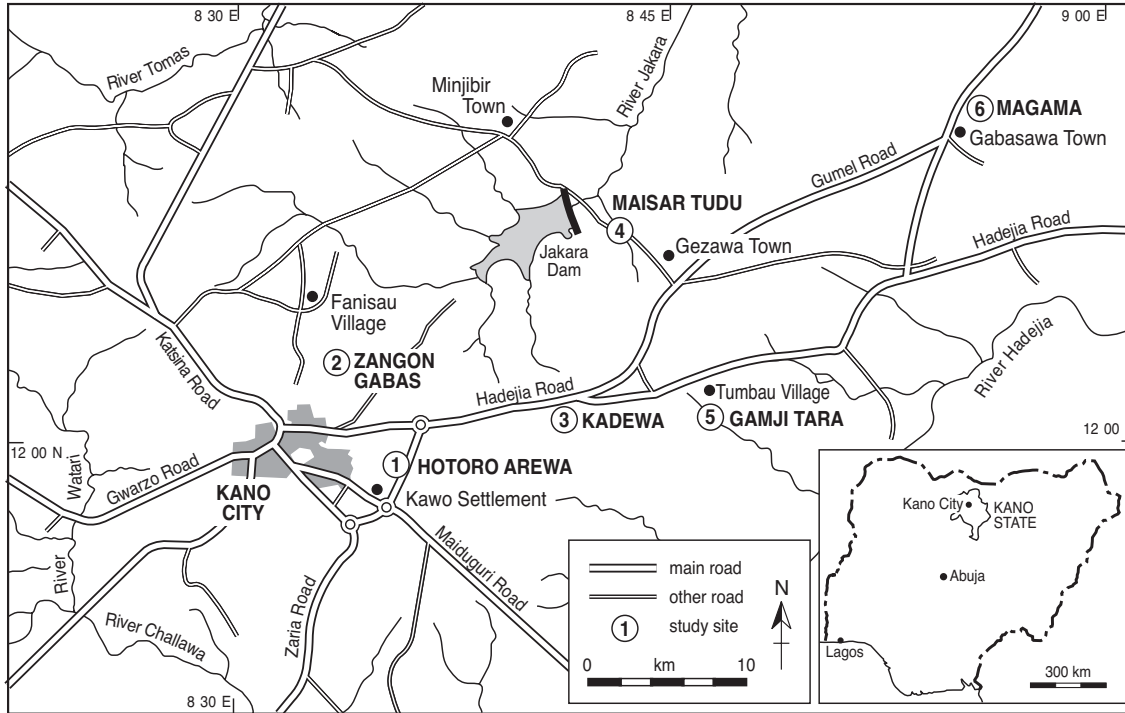 8 30 E
8 45 E
9 00 E
River Tomas
Minjibir
Town
River Jakara
6 MAGAMA
Gabasawa Town
Gumel Road
MAISAR TUDU
4
Hadejia Road
Gezawa Town
Jakara
Dam
Fanisau
Village
River Hadejia
Katsina Road
2 ZANGON
GABAS
Hadejia Road
Tumbau Village
3 KADEWA
5 GAMJI TARA
12 00 N
12 00
Watari
Gwarzo Road
1 HOTORO AREWA
KANO
CITY
Kawo Settlement
Maiduguri Road
River
River Challawa
Zaria Road
8 30 E
main road
other road
1 study site
N
0 km 10
Kano City
KANO
STATE
Abuja
Lagos
300 km